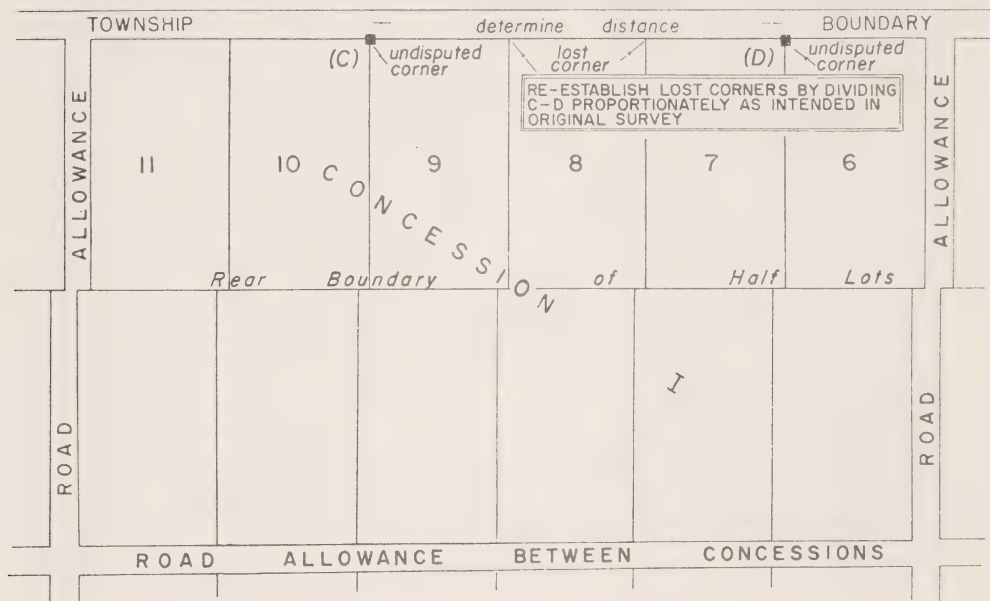 TOWNSHIP — determine distance — BOUNDARY
(C) undisputed corner
lost corner
(D) undisputed corner
RE-ESTABLISH LOST CORNERS BY DIVIDING
C-D PROPORTIONATELY AS INTENDED IN
ORIGINAL SURVEY
ALLOWANCE
11 10 9 8 7 6
ALLOWANCE
CONCESSION I
Rear Boundary of Half Lots
ROAD
ROAD
ROAD ALLOWANCE BETWEEN CONCESSIONS